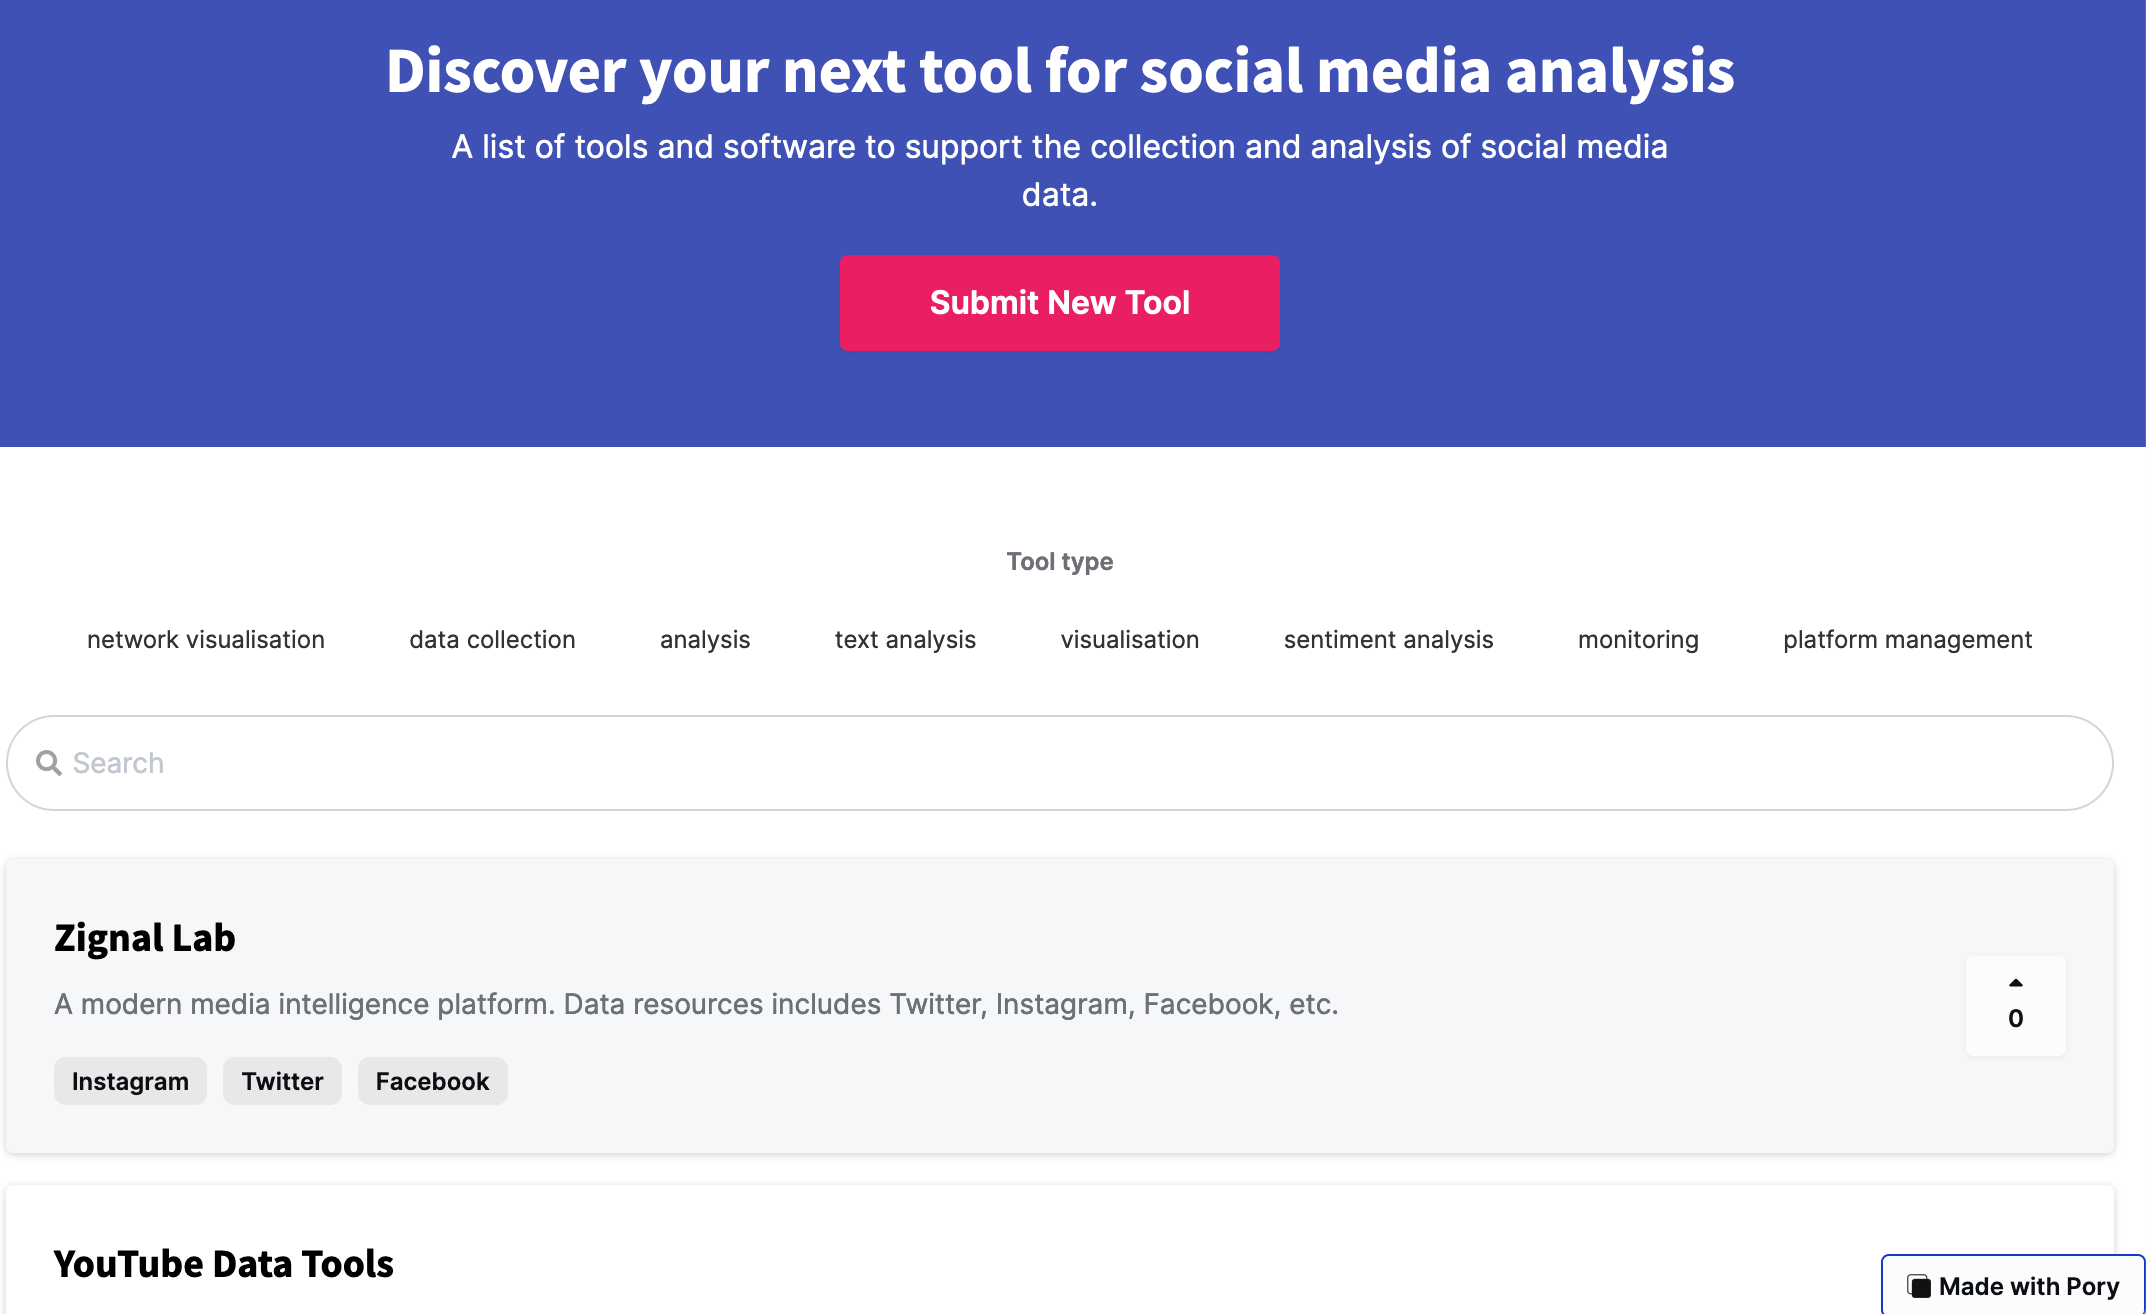 Discover your next tool for social media analysis
A list of tools and software to support the collection and analysis of social media
data.
Submit New Tool
Tool type
network visualisation data collection analysis text analysis visualisation sentiment analysis monitoring platform management
Search
Zignal Lab
A modern media intelligence platform. Data resources includes Twitter, Instagram, Facebook, etc.
0
Instagram Twitter Facebook
YouTube Data Tools
Made with Pory